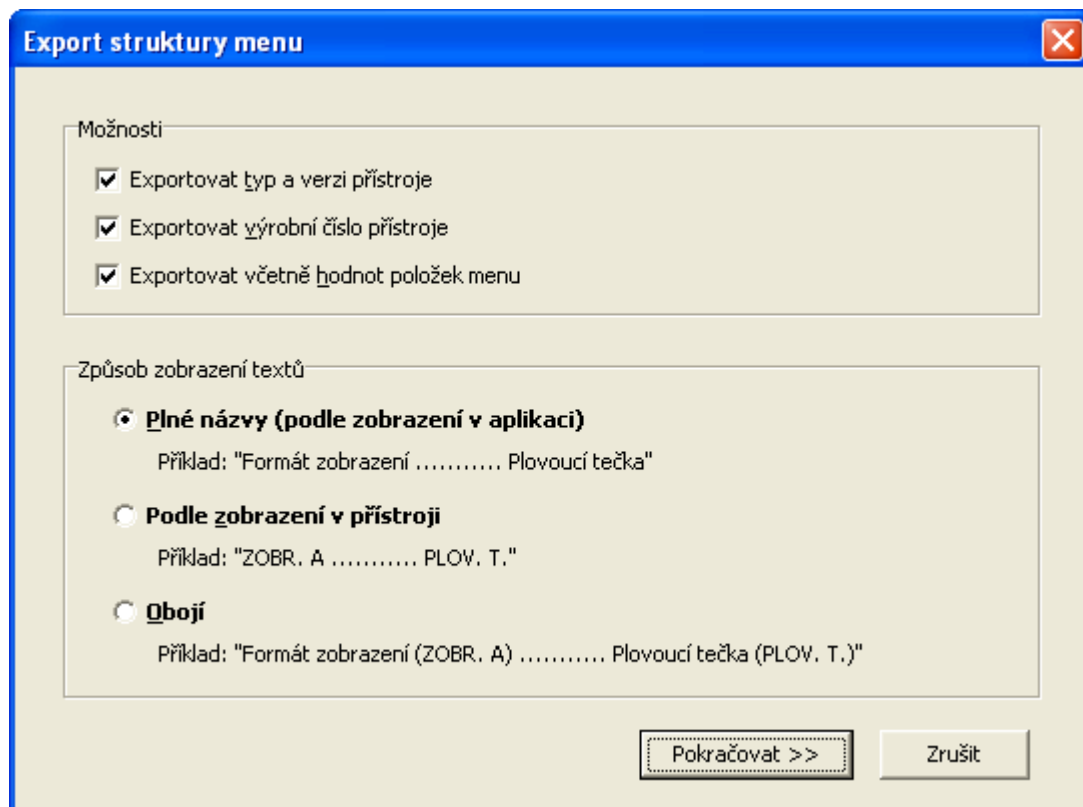 Export struktury menu
Možnosti
Exportovat typ a verzi přístroje
Exportovat výrobní číslo přístroje
Exportovat včetně hodnot položek menu
Způsob zobrazení textů
Plné názvy (podle zobrazení v aplikaci)
Příklad: "Formát zobrazení ........... Plovoucí tečka"
Podle zobrazení v přístroji
Příklad: "ZOBR. A ........... PLOV. T."
Obojí
Příklad: "Formát zobrazení (ZOBR. A) ........... Plovoucí tečka (PLOV. T.)"
Pokračovat >> Zrušit